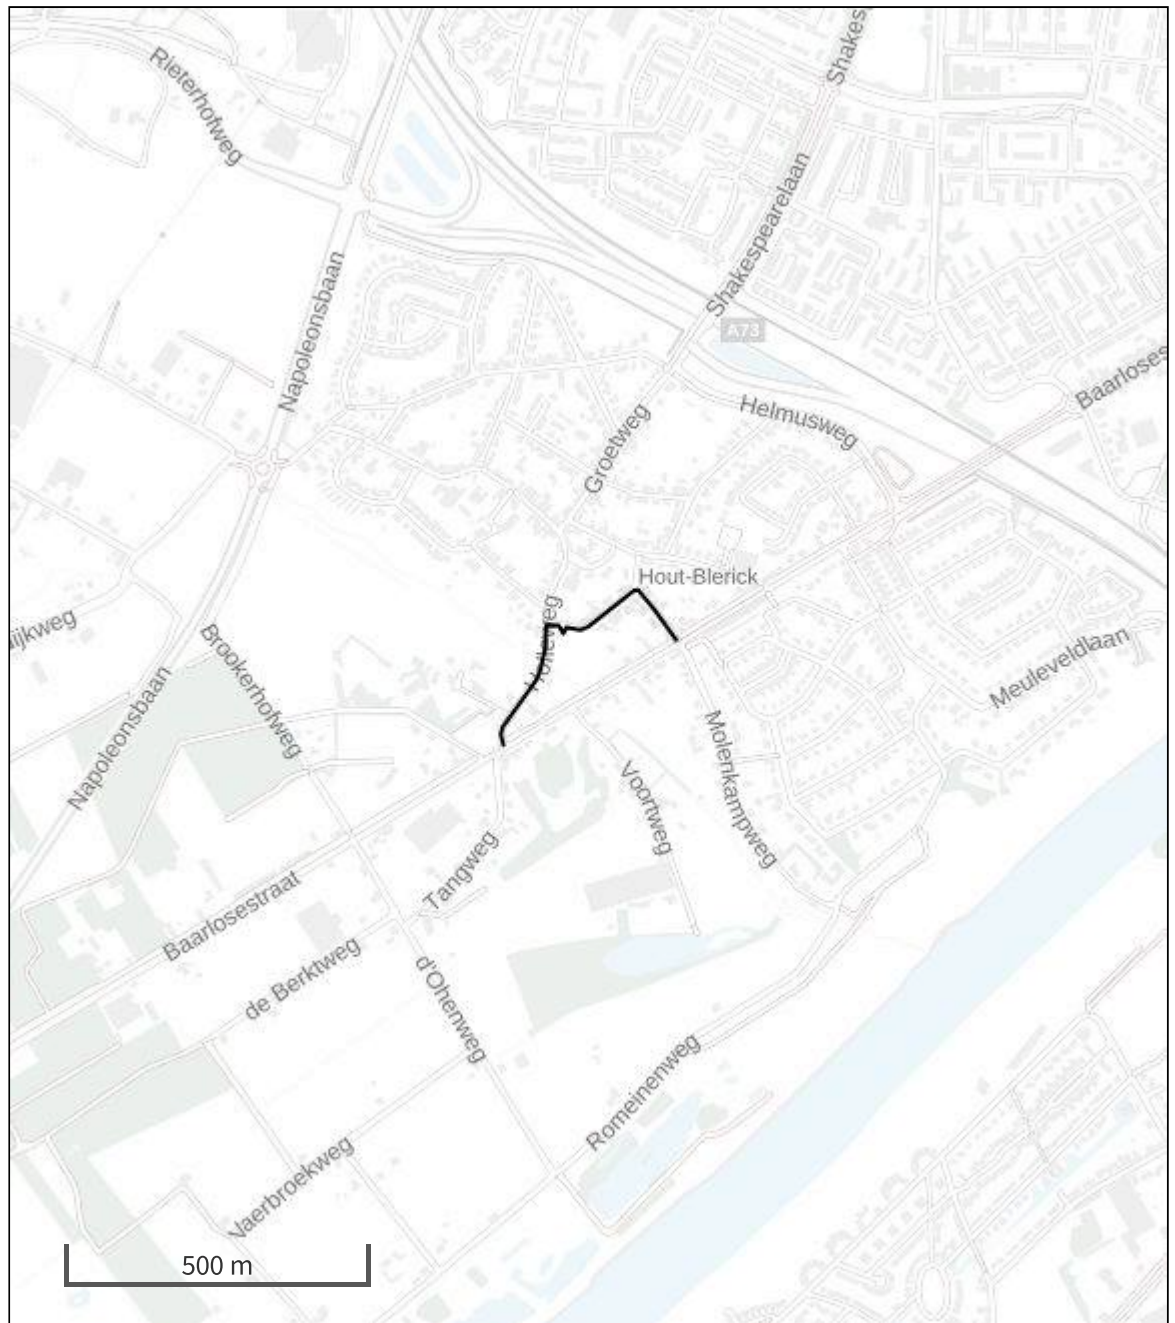 Shakes
Rieterhofweg
Shakespearelaan
Napoleonsbaan
A73
Baarloses
Helmusweg
Groetweg
Hout-Blerick
Holleweg
ijkweg
Brookerhofweg
Meuleveldlaan
Napoleonsbaan
Molenkampweg
Voortweg
Tangweg
Baarlosestraat
de Berktweg
d'Ohenweg
Romeinenweg
Naerbroekweg
500 m